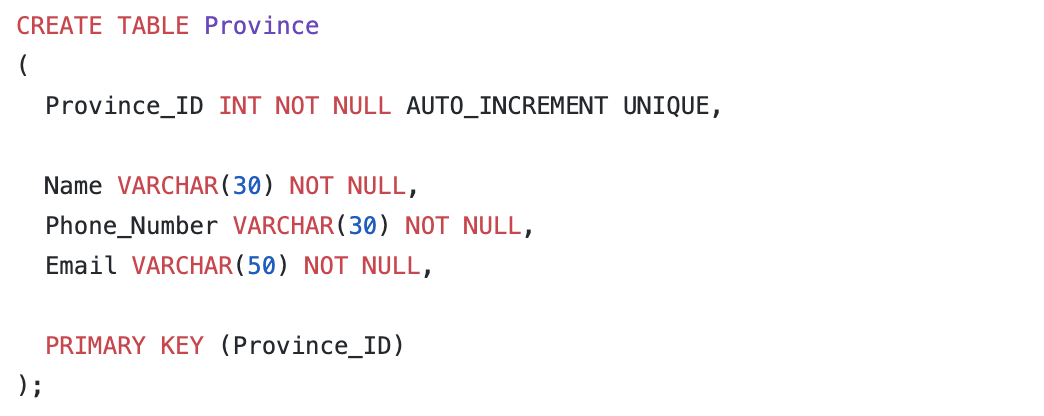 CREATE TABLE Province
(
  Province_ID INT NOT NULL AUTO_INCREMENT UNIQUE,

  Name VARCHAR(30) NOT NULL,
  Phone_Number VARCHAR(30) NOT NULL,
  Email VARCHAR(50) NOT NULL,

  PRIMARY KEY (Province_ID)
);